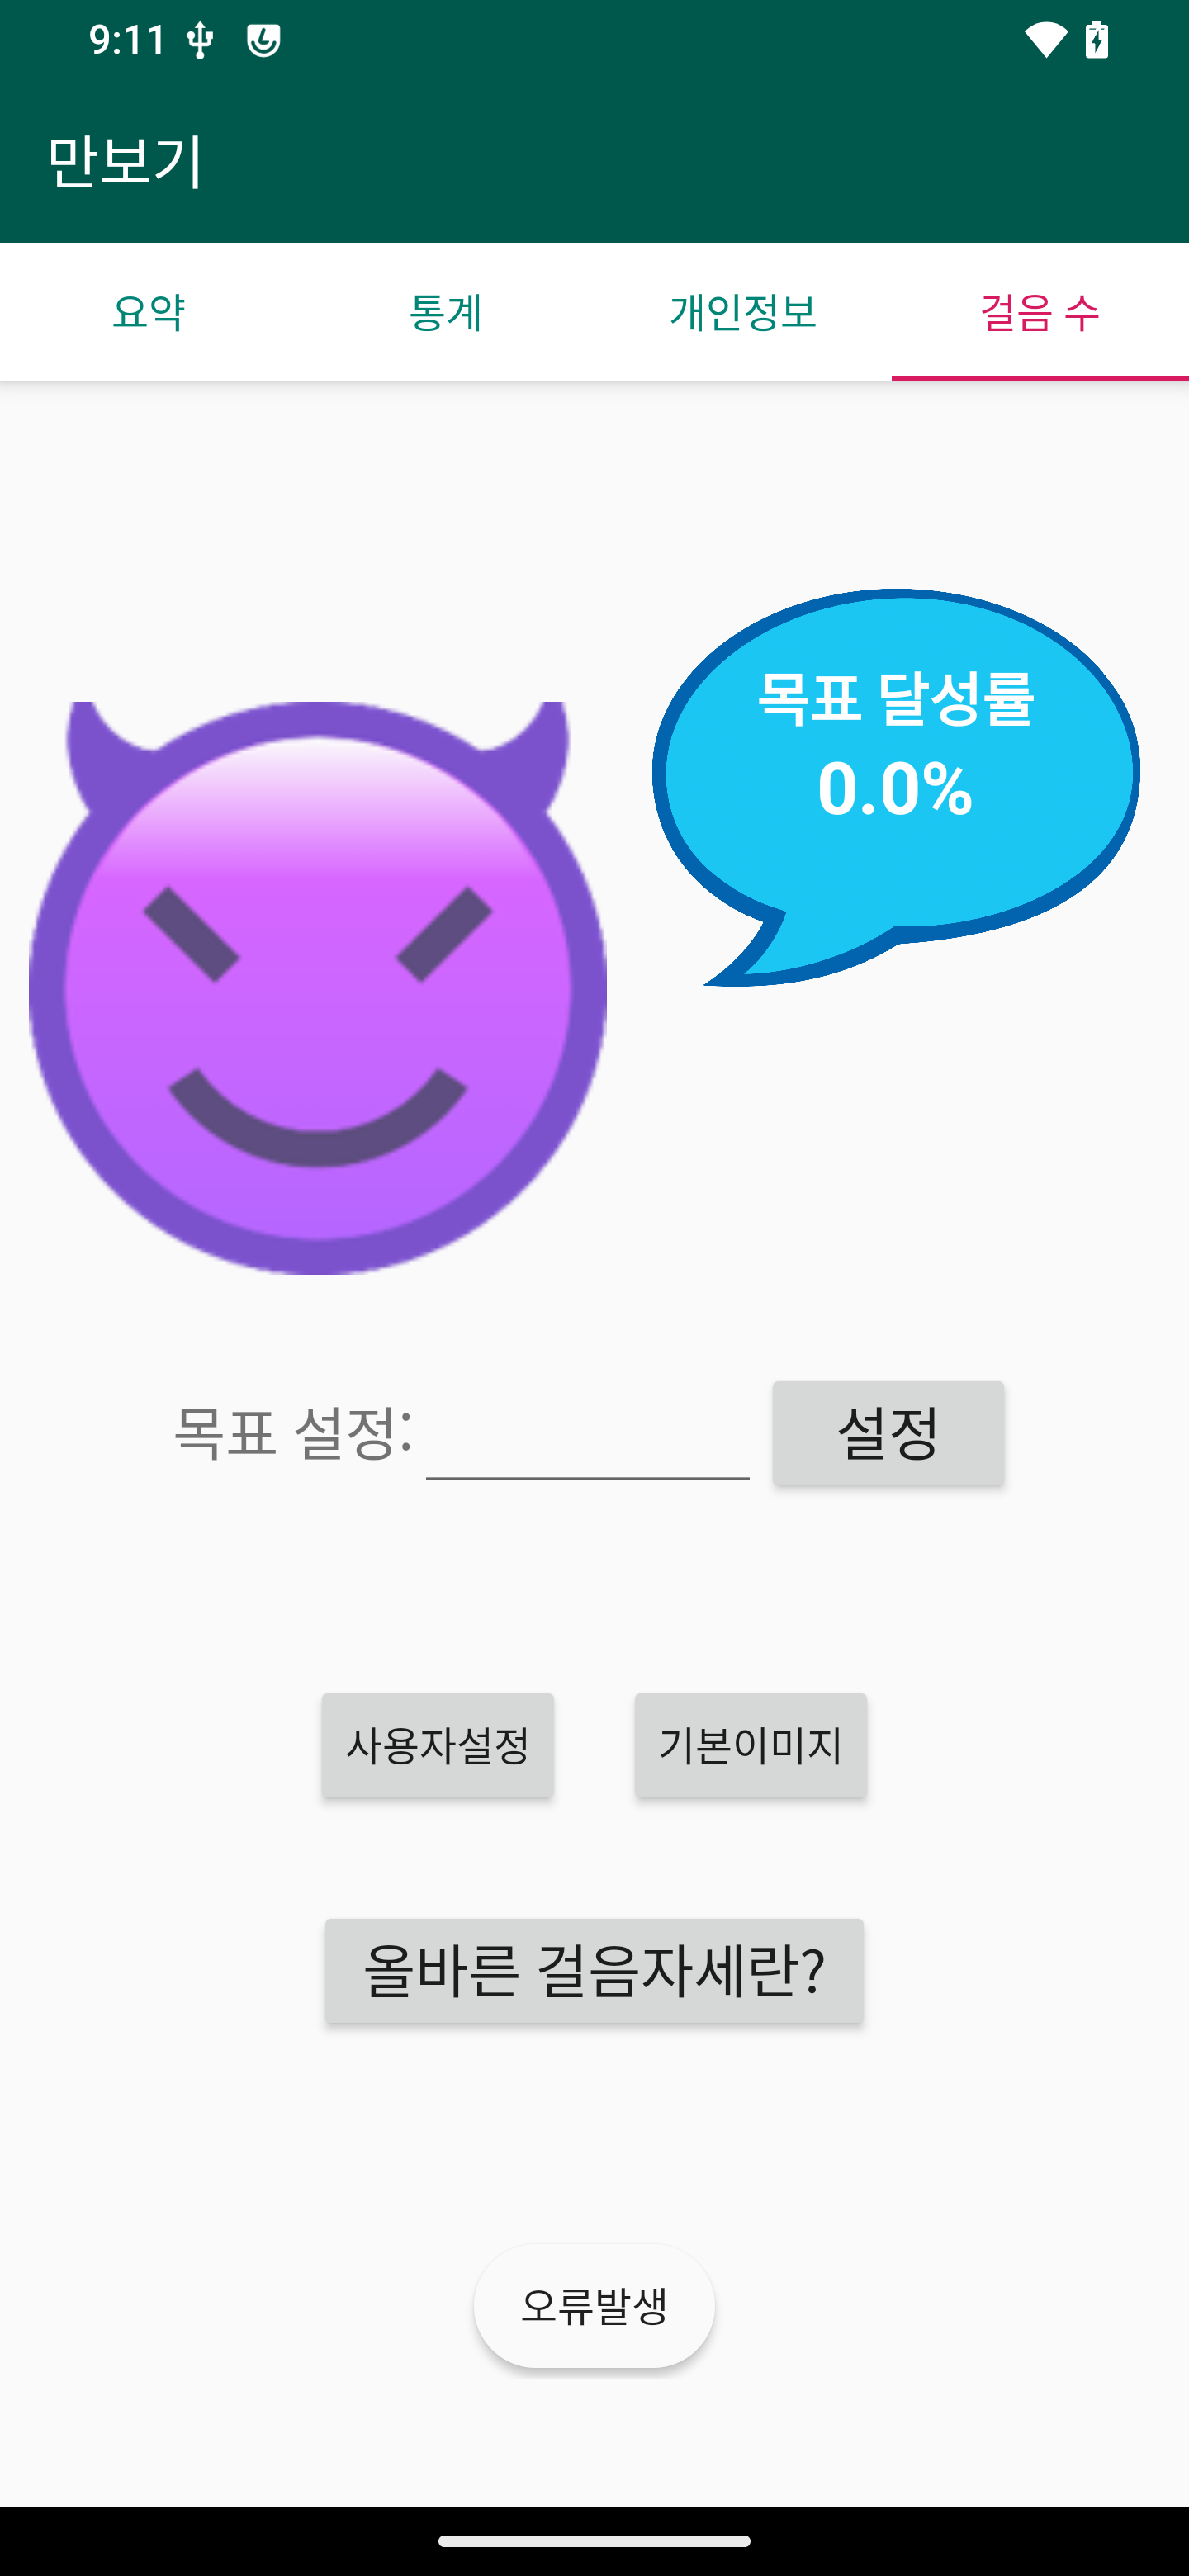 9:11
만보기
요약 통계 개인정보 걸음 수
목표 달성률
0.0%
목표 설정: 설정
사용자설정 기본이미지
올바른 걸음자세란?
오류발생